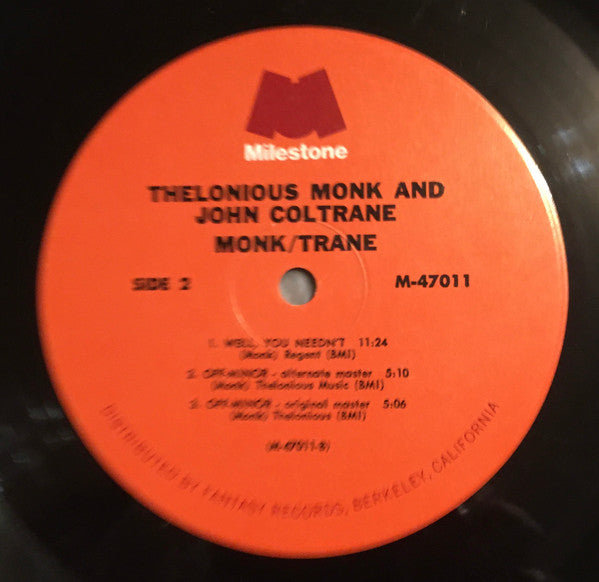 Milestone
THELONIOUS MONK AND
JOHN COLTRANE
MONK/TRANE
SIDE 2
M-47011
1. WELL, YOU NEEDN'T 11:24
(Monk) Regent (BMI)
2. OFF-MINOR - alternate master 5:10
(Monk) Thelonious Music (BMI)
3. OFF-MINOR - original master 5:06
(Monk) Thelonious (BMI)
(M-47011-B)
DISTRIBUTED BY FANTASY RECORDS, BERKELEY, CALIFORNIA